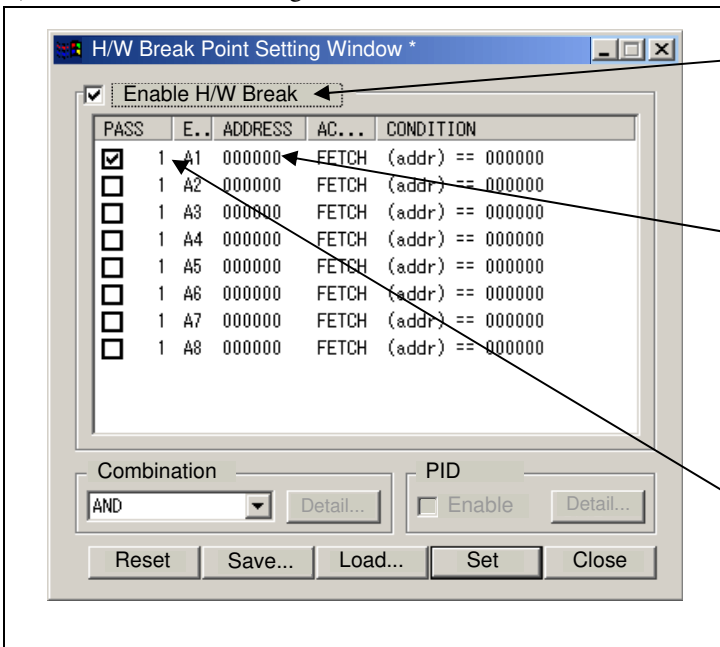 H/W Break Point Setting Window *
Enable H/W Break
PASS E.. ADDRESS AC... CONDITION
1 A1 000000 FETCH (addr) == 000000
1 A2 000000 FETCH (addr) == 000000
1 A3 000000 FETCH (addr) == 000000
1 A4 000000 FETCH (addr) == 000000
1 A5 000000 FETCH (addr) == 000000
1 A6 000000 FETCH (addr) == 000000
1 A7 000000 FETCH (addr) == 000000
1 A8 000000 FETCH (addr) == 000000
Combination PID
AND Detail... Enable Detail...
Reset Save... Load... Set Close